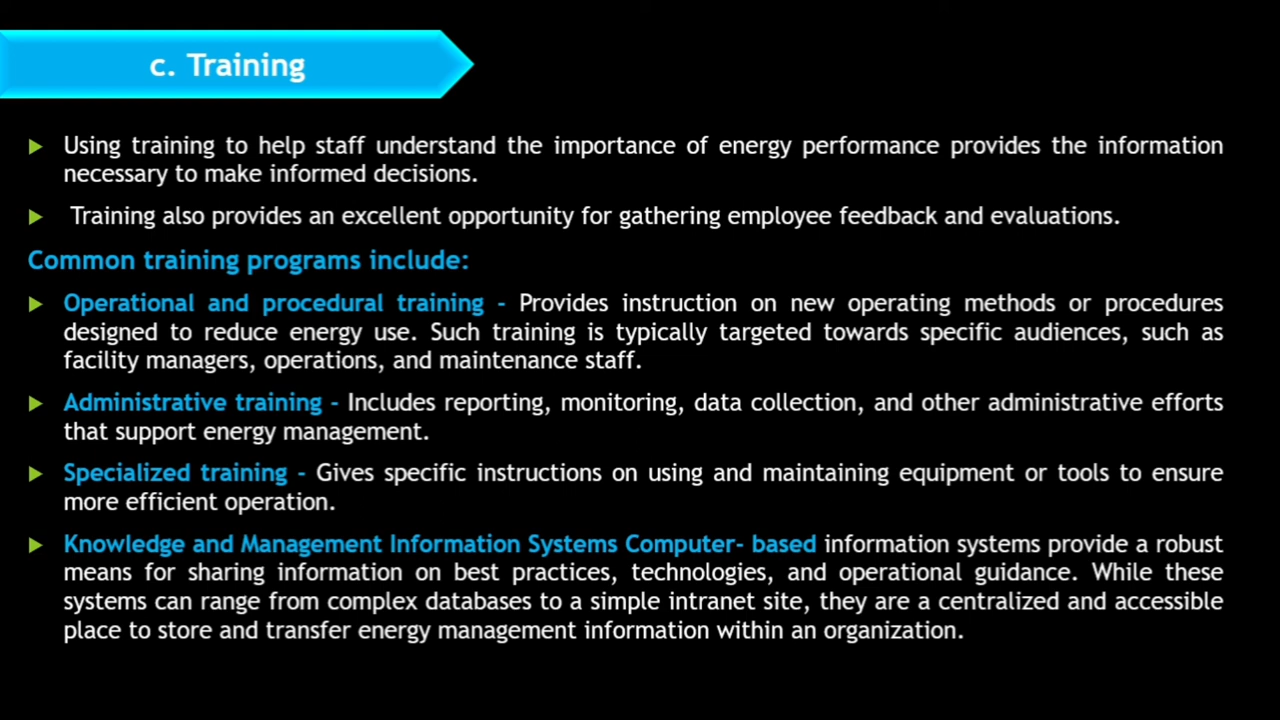 c. Training
Using training to help staff understand the importance of energy performance provides the information
necessary to make informed decisions.
Training also provides an excellent opportunity for gathering employee feedback and evaluations.
Common training programs include:
Operational and procedural training - Provides instruction on new operating methods or procedures
designed to reduce energy use. Such training is typically targeted towards specific audiences, such as
facility managers, operations, and maintenance staff.
Administrative training - Includes reporting, monitoring, data collection, and other administrative efforts
that support energy management.
Specialized training - Gives specific instructions on using and maintaining equipment or tools to ensure
more efficient operation.
Knowledge and Management Information Systems Computer- based information systems provide a robust
means for sharing information on best practices, technologies, and operational guidance. While these
systems can range from complex databases to a simple intranet site, they are a centralized and accessible
place to store and transfer energy management information within an organization.